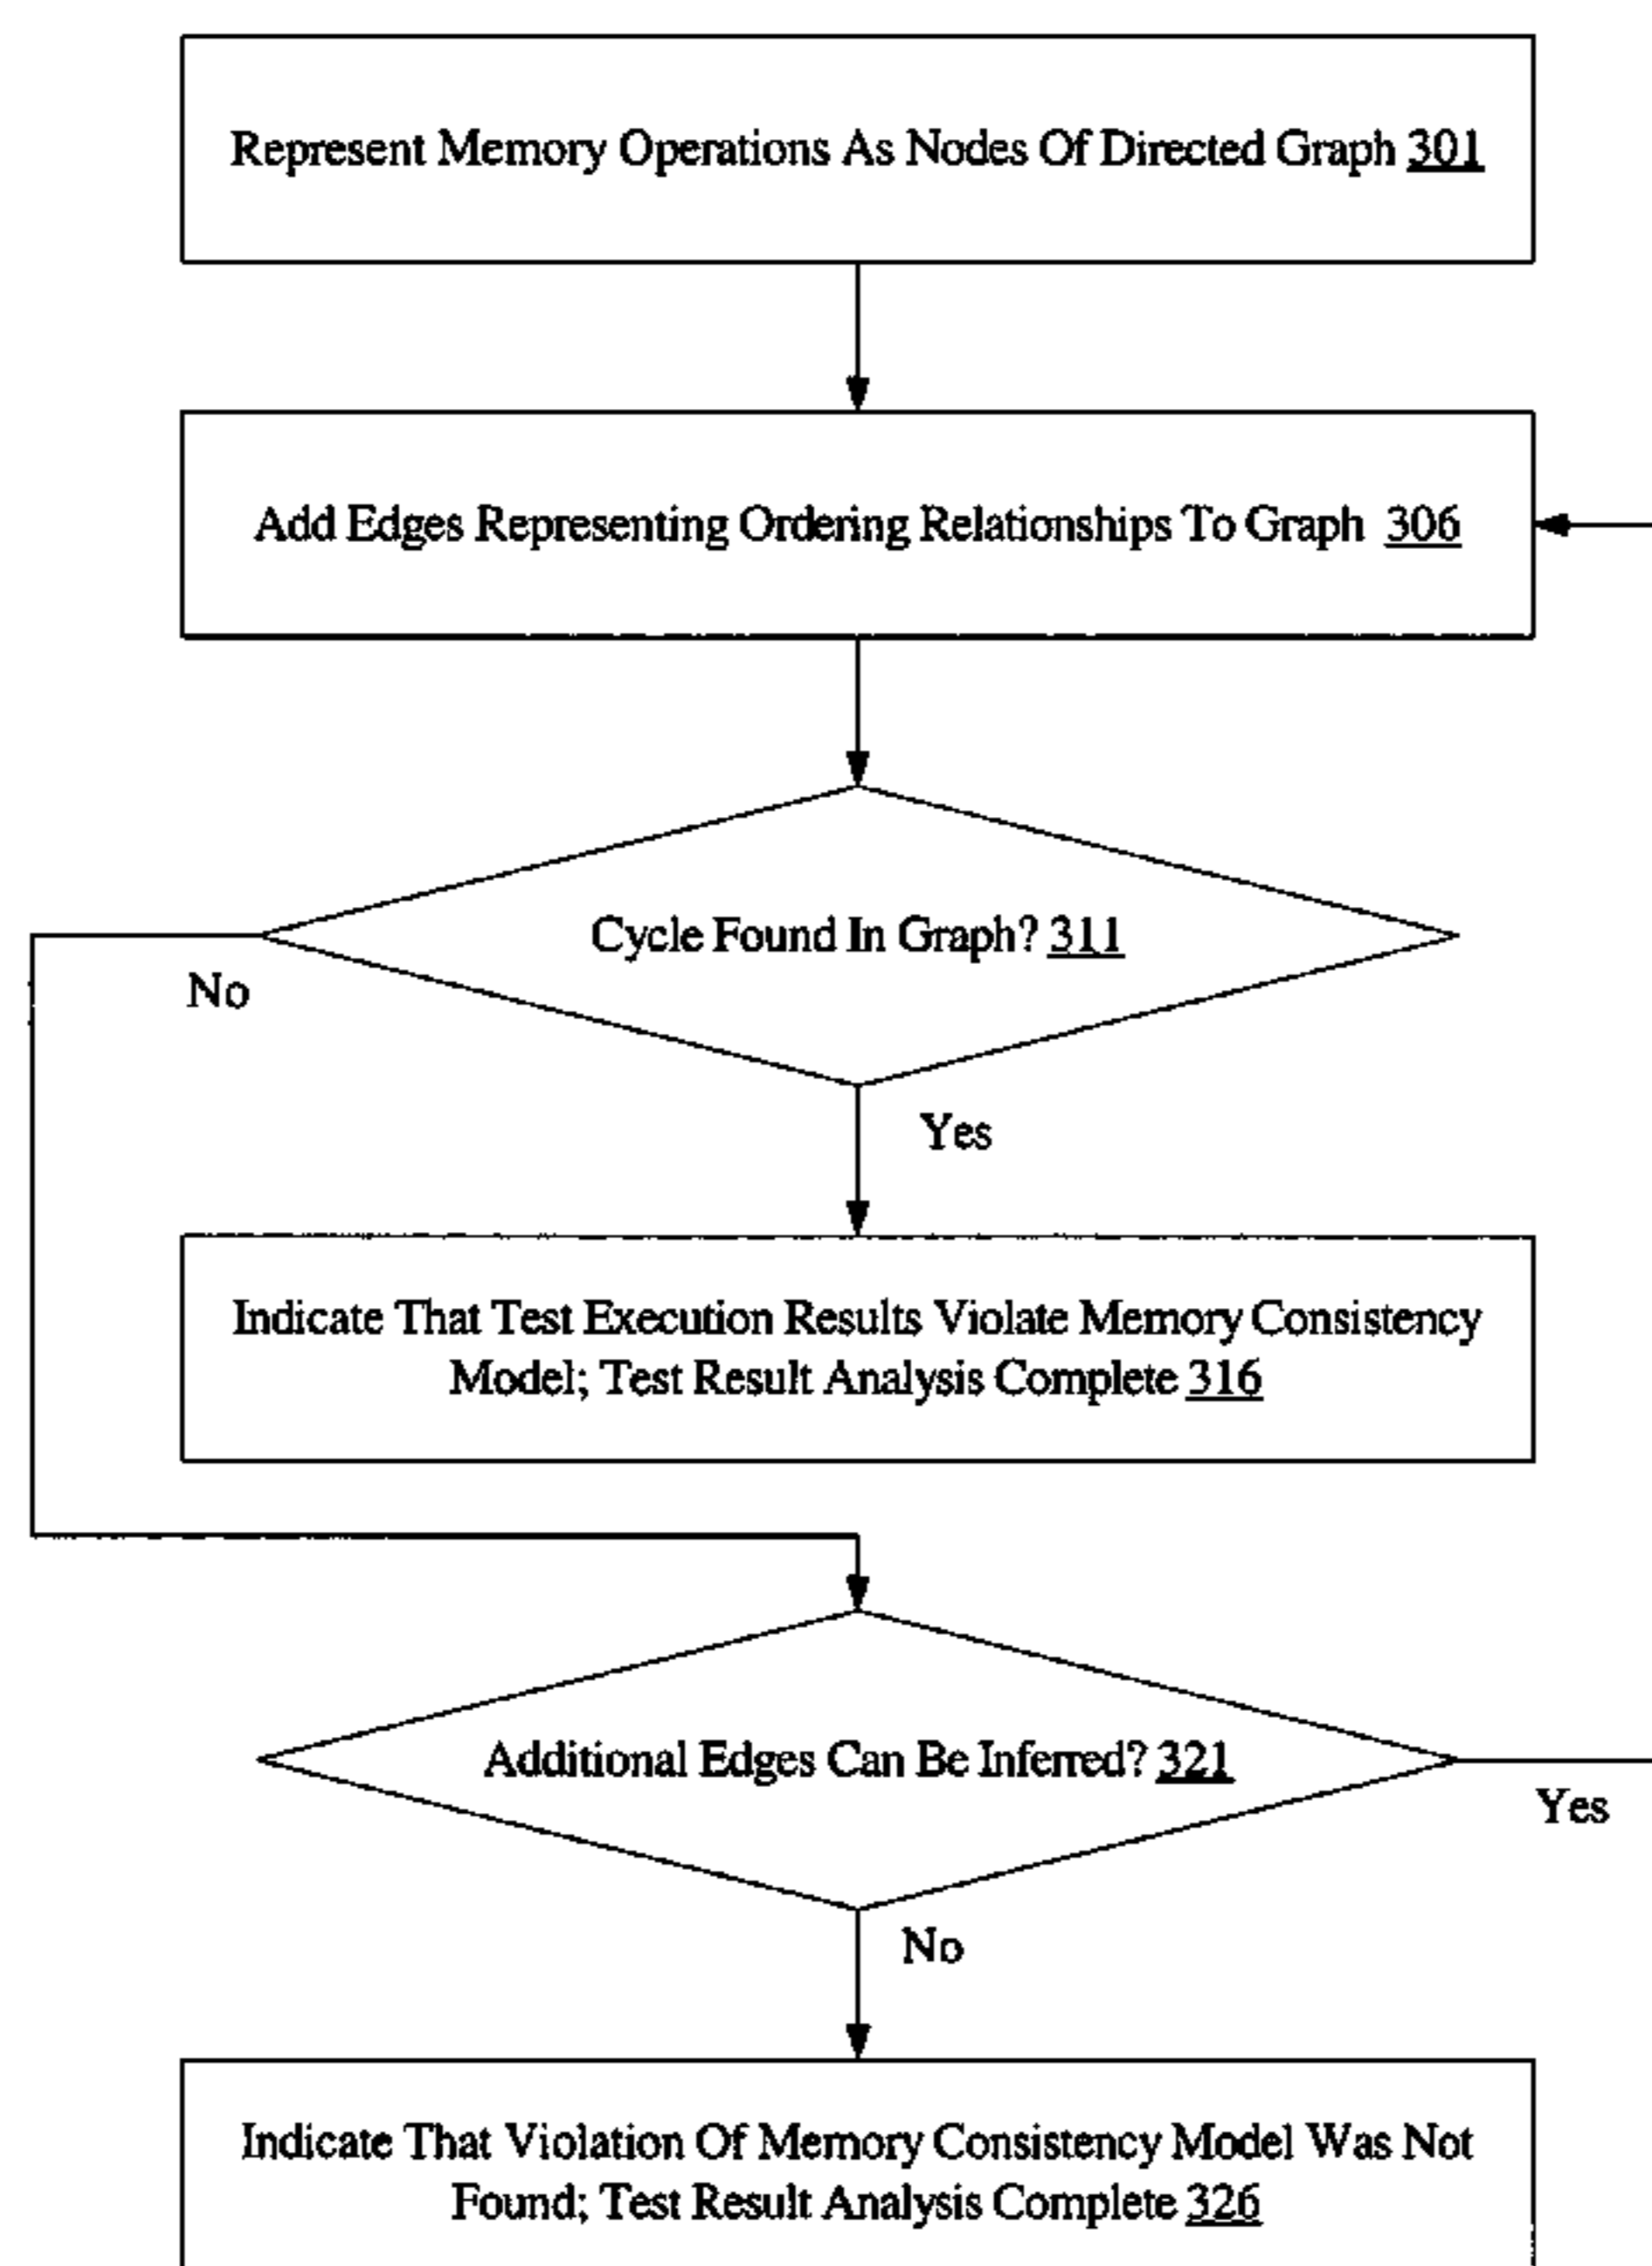 Represent Memory Operations As Nodes Of Directed Graph 301
Add Edges Representing Ordering Relationships To Graph 306
Cycle Found In Graph? 311
No
Yes
Indicate That Test Execution Results Violate Memory Consistency
Model; Test Result Analysis Complete 316
Additional Edges Can Be Inferred? 321
Yes
No
Indicate That Violation Of Memory Consistency Model Was Not
Found; Test Result Analysis Complete 326